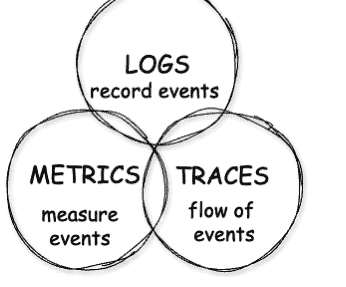 LOGS
record events
METRICS
measure
events
TRACES
flow of
events